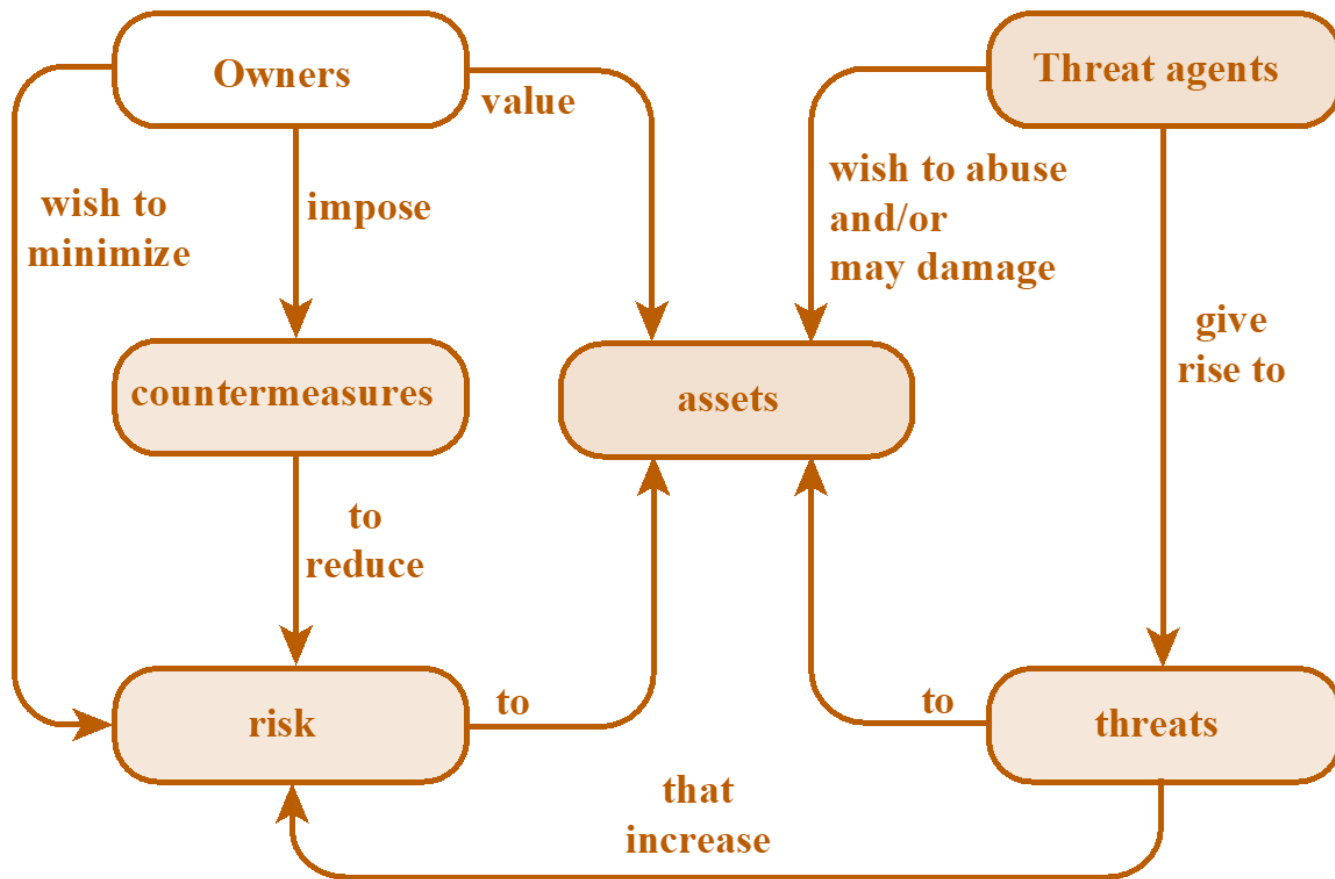 Owners
Threat agents
value
wish to
minimize
impose
wish to abuse
and/or
may damage
give
rise to
countermeasures
assets
to
reduce
risk
to
to
threats
that
increase